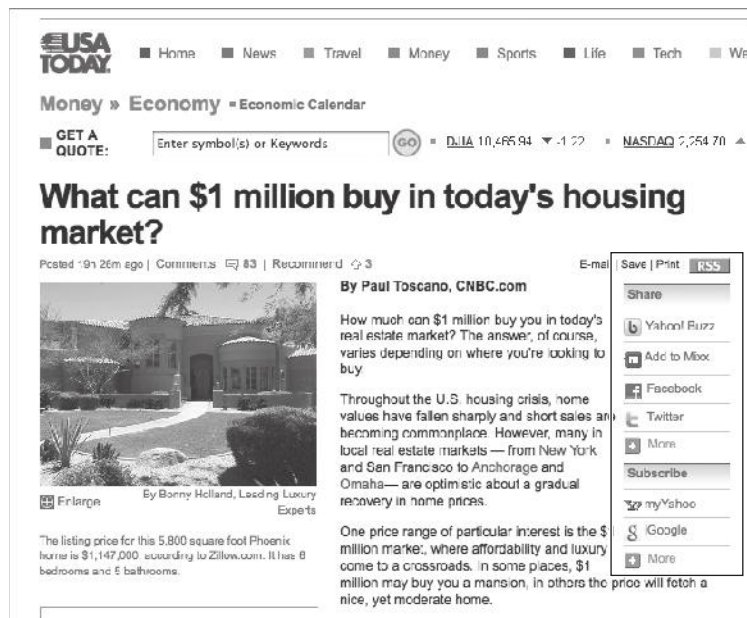 USA
TODAY.
Home News Travel Money Sports Life Tech We
Money » Economy Economic Calendar
GET A
QUOTE:
Enter symbol(s) or Keywords GO DJIA 10,465.94 -1.22 NASDAQ 2,254.70
What can $1 million buy in today's housing
market?
Posted 19h 26m ago | Comments 83 | Recommend 3 E-mail | Save | Print RSS
By Paul Toscano, CNBC.com
How much can $1 million buy you in today's
real estate market? The answer, of course,
varies depending on where you're looking to
buy.
Throughout the U.S. housing crisis, home
values have fallen sharply and short sales are
becoming commonplace. However, many in
local real estate markets — from New York
and San Francisco to Anchorage and
Omaha— are optimistic about a gradual
recovery in home prices.
One price range of particular interest is the $1
million market, where affordability and luxury
come to a crossroads. In some places, $1
million may buy you a mansion, in others the price will fetch a
nice, yet moderate home.
Enlarge
By Bonny Holland, Leading Luxury
Experts
The listing price for this 5,800 square foot Phoenix
home is $1,147,000, according to Zillow.com. It has 6
bedrooms and 5 bathrooms.
Share
Yahoo! Buzz
Add to Mixx
Facebook
Twitter
More
Subscribe
myYahoo
iGoogle
More